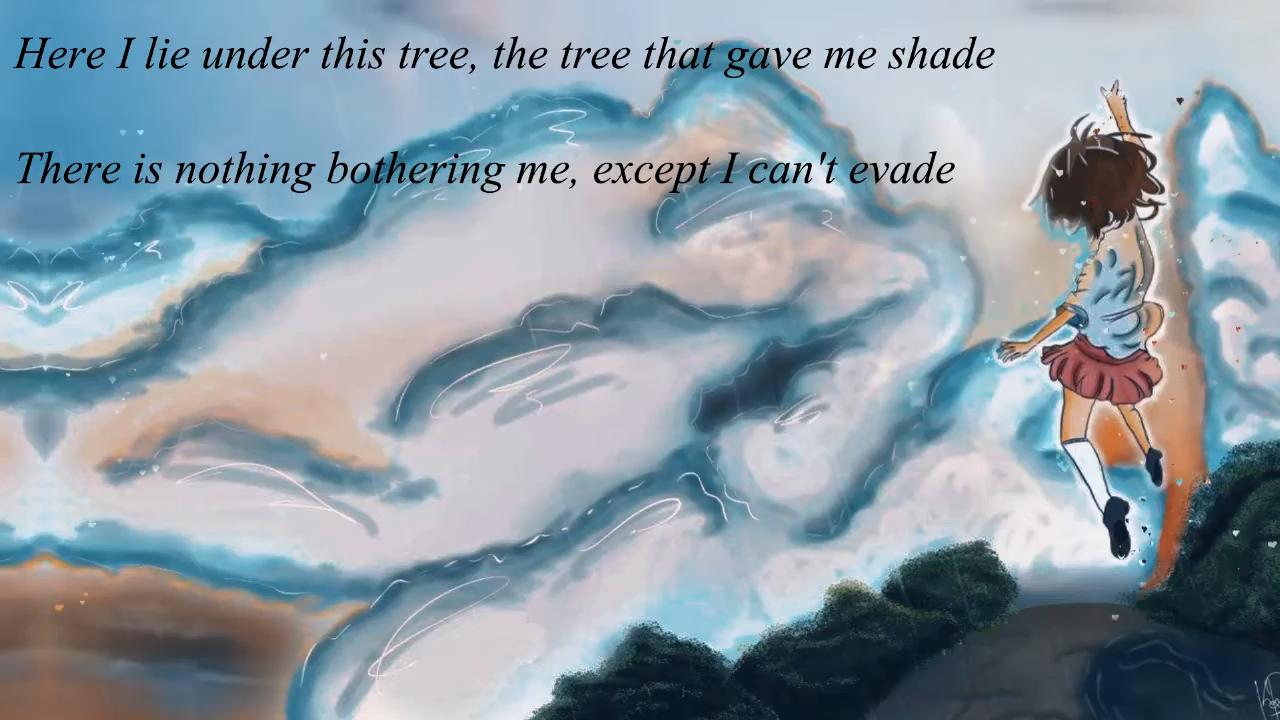 Here I lie under this tree, the tree that gave me shade
There is nothing bothering me, except I can't evade